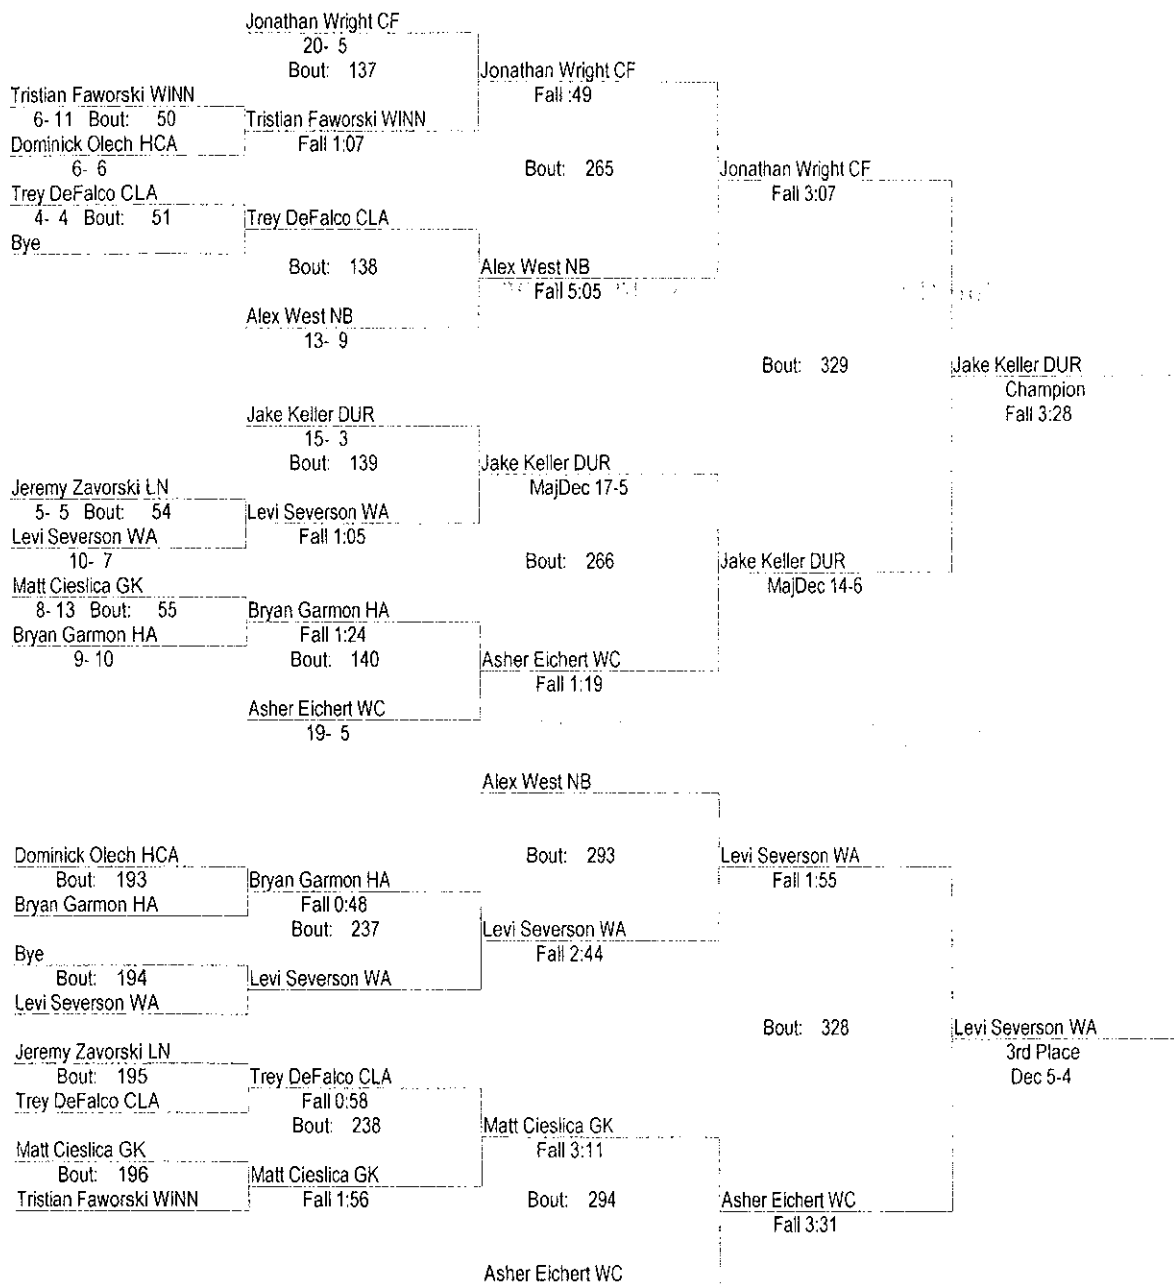 Jonathan Wright CF
20- 5
Bout: 137
Jonathan Wright CF
Fall :49
Tristian Faworski WINN
6- 11 Bout: 50
Tristian Faworski WINN
Dominick Olech HCA
Fall 1:07
6- 6
Bout: 265
Jonathan Wright CF
Trey DeFalco CLA
Fall 3:07
4- 4 Bout: 51
Trey DeFalco CLA
Bye
Bout: 138
Alex West NB
Fall 5:05
Alex West NB
13- 9
Bout: 329
Jake Keller DUR
Champion
Fall 3:28
Jake Keller DUR
15- 3
Bout: 139
Jake Keller DUR
MajDec 17-5
Jeremy Zavorski LN
5- 5 Bout: 54
Levi Severson WA
Levi Severson WA
Fall 1:05
10- 7
Bout: 266
Jake Keller DUR
MajDec 14-6
Matt Cieslica GK
8- 13 Bout: 55
Bryan Garmon HA
Bryan Garmon HA
Fall 1:24
9- 10
Bout: 140
Asher Eichert WC
Fall 1:19
Asher Eichert WC
19- 5
Alex West NB
Dominick Olech HCA
Bout: 293
Levi Severson WA
Fall 1:55
Bout: 193
Bryan Garmon HA
Bryan Garmon HA
Fall 0:48
Bout: 237
Levi Severson WA
Fall 2:44
Bye
Bout: 194
Levi Severson WA
Levi Severson WA
Bout: 328
Levi Severson WA
3rd Place
Dec 5-4
Jeremy Zavorski LN
Bout: 195
Trey DeFalco CLA
Trey DeFalco CLA
Fall 0:58
Bout: 238
Matt Cieslica GK
Fall 3:11
Matt Cieslica GK
Bout: 196
Matt Cieslica GK
Tristian Faworski WINN
Fall 1:56
Bout: 294
Asher Eichert WC
Fall 3:31
Asher Eichert WC